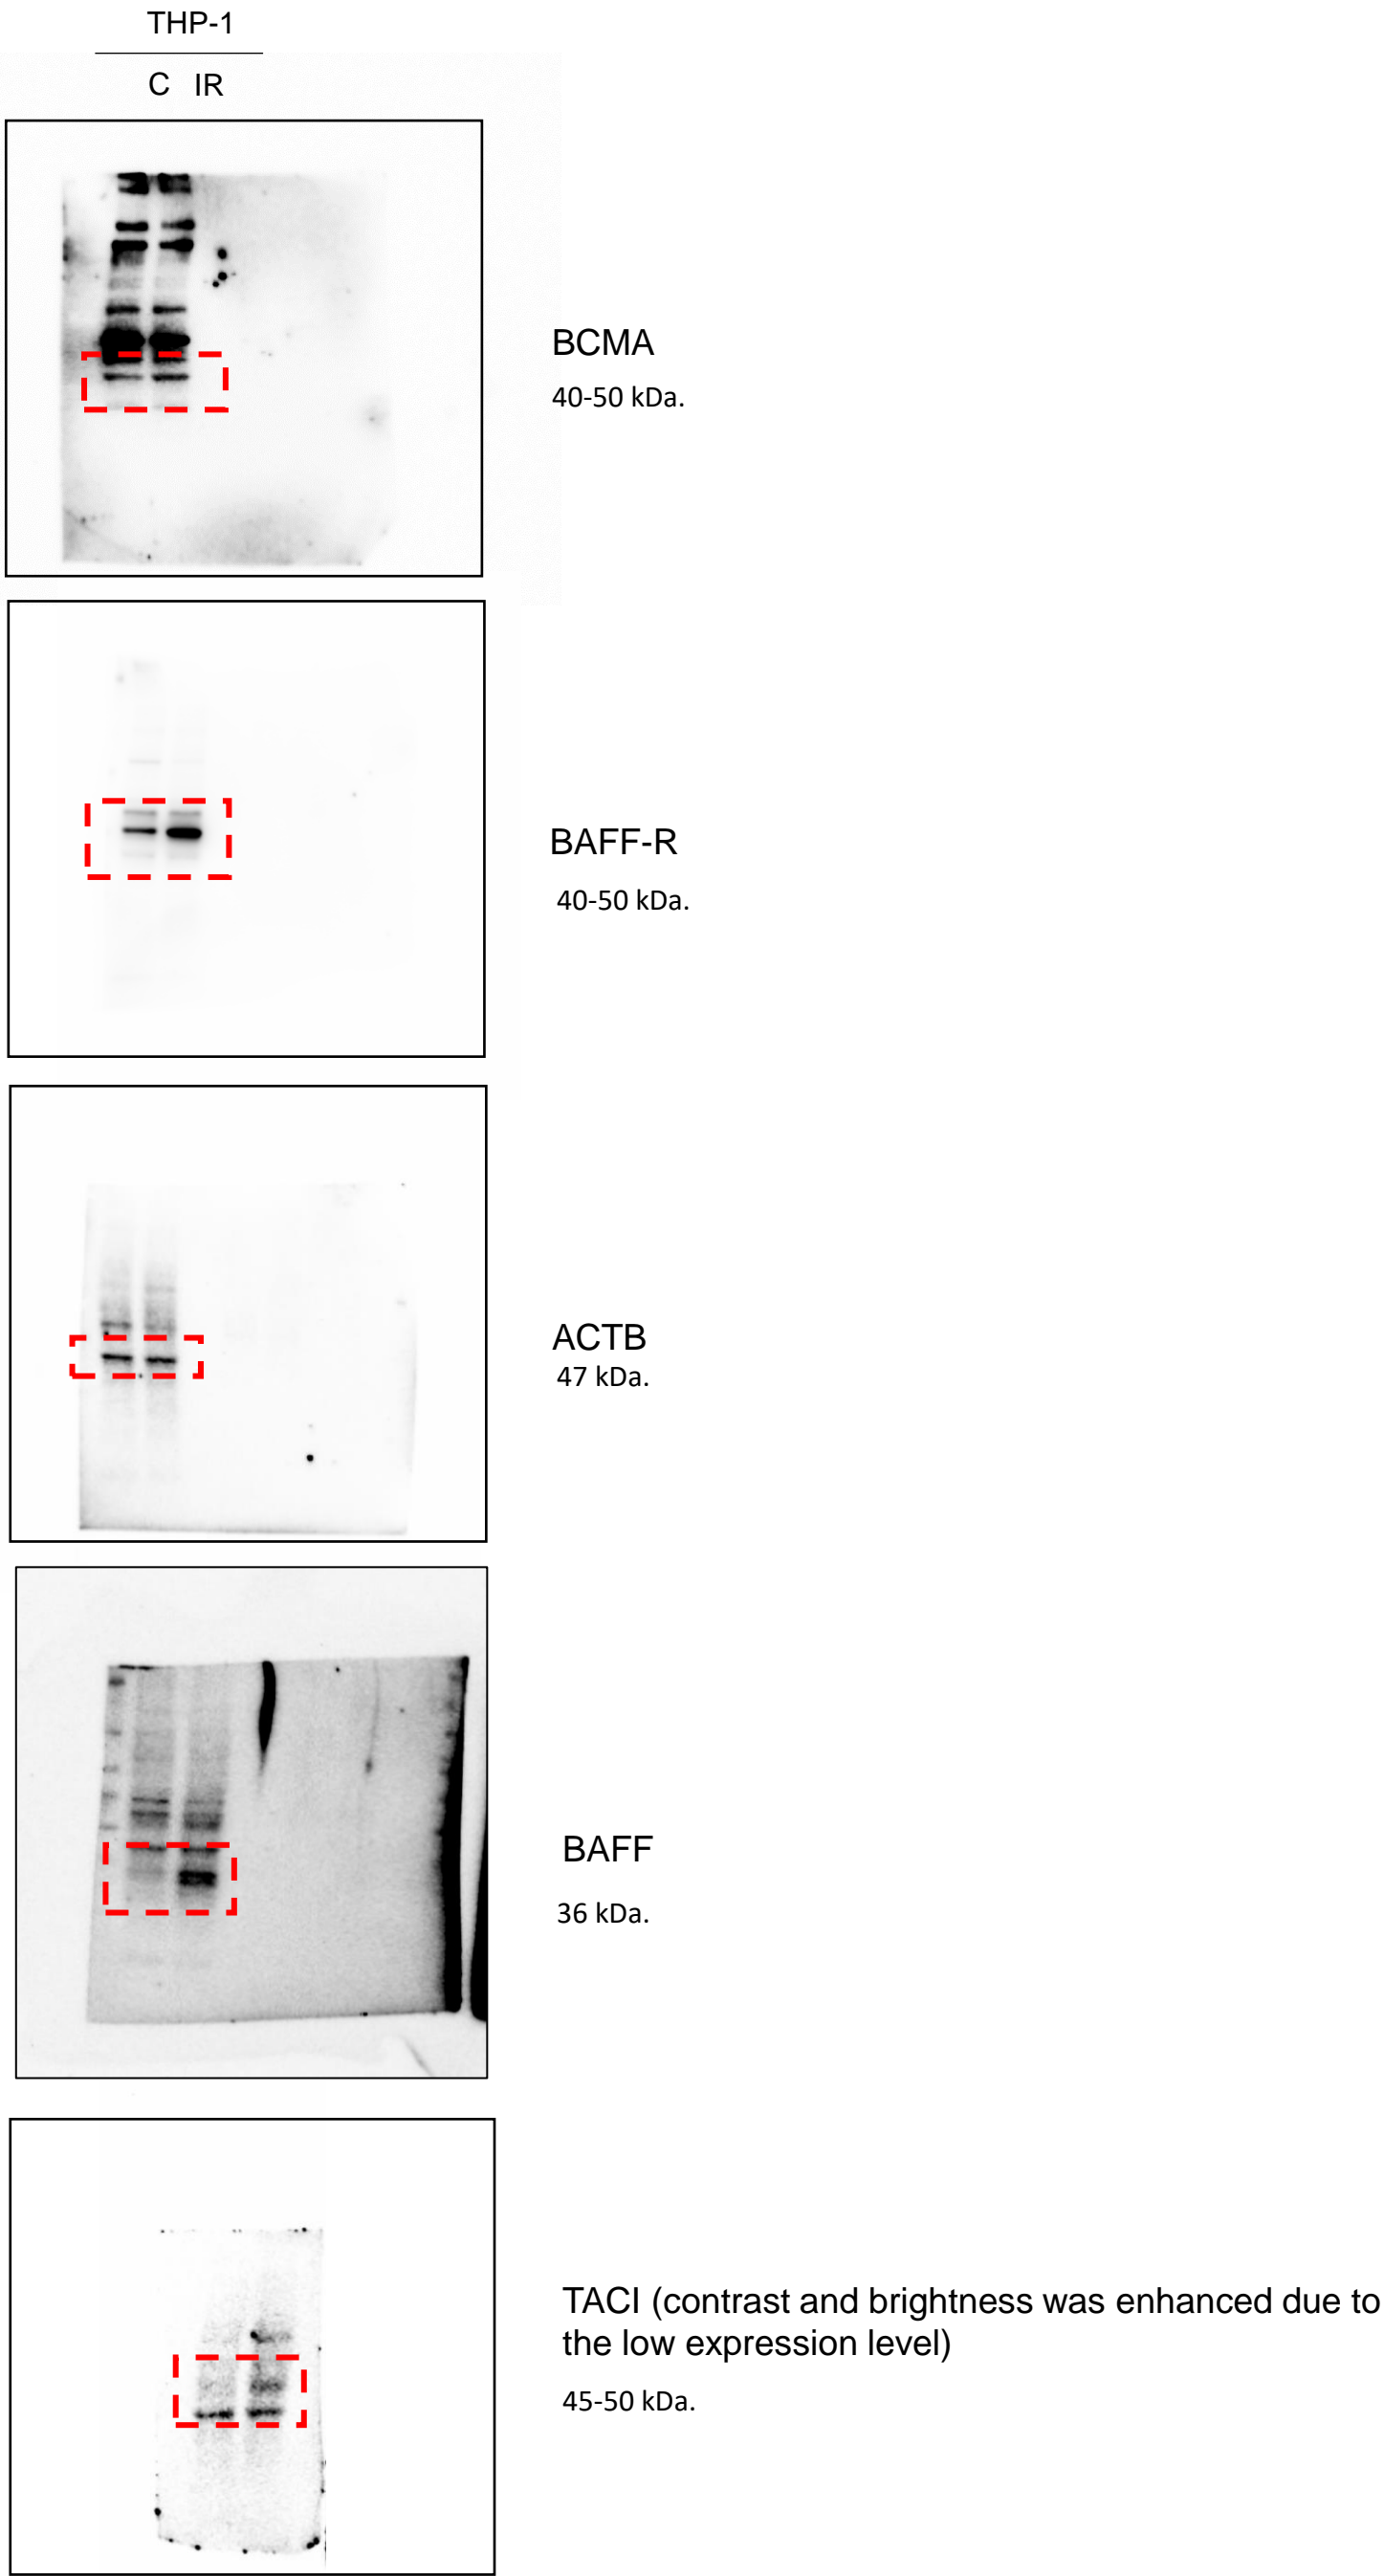 THP-1
C IR
BCMA
40-50 kDa.
BAFF-R
40-50 kDa.
ACTB
47 kDa.
BAFF
36 kDa.
TACI (contrast and brightness was enhanced due to
the low expression level)
45-50 kDa.